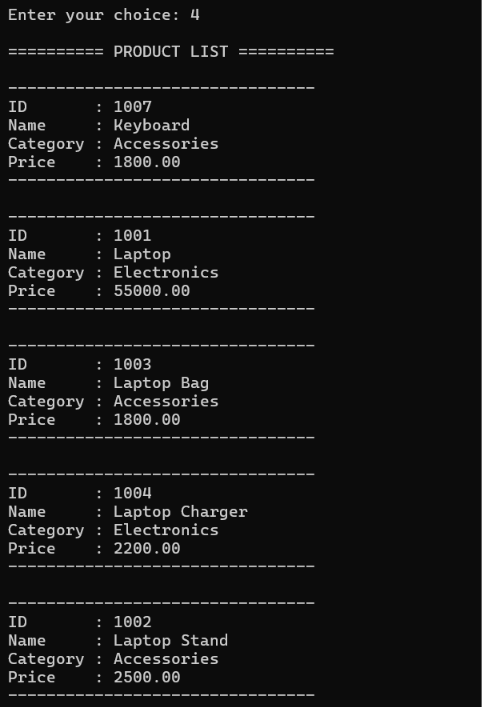 Enter your choice: 4
========== PRODUCT LIST ==========
--------------------------------
ID       : 1007
Name     : Keyboard
Category : Accessories
Price    : 1800.00
--------------------------------
--------------------------------
ID       : 1001
Name     : Laptop
Category : Electronics
Price    : 55000.00
--------------------------------
--------------------------------
ID       : 1003
Name     : Laptop Bag
Category : Accessories
Price    : 1800.00
--------------------------------
--------------------------------
ID       : 1004
Name     : Laptop Charger
Category : Electronics
Price    : 2200.00
--------------------------------
--------------------------------
ID       : 1002
Name     : Laptop Stand
Category : Accessories
Price    : 2500.00
--------------------------------